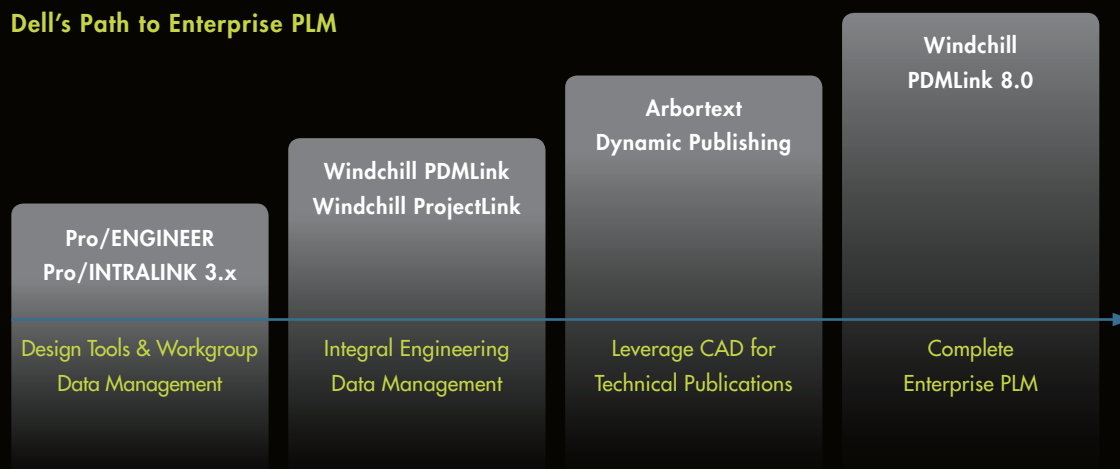 Dell’s Path to Enterprise PLM
Pro/ENGINEER
Pro/INTRALINK 3.x
Design Tools & Workgroup
Data Management
Windchill PDMLink
Windchill ProjectLink
Integral Engineering
Data Management
Arbortext
Dynamic Publishing
Leverage CAD for
Technical Publications
Windchill
PDMLink 8.0
Complete
Enterprise PLM